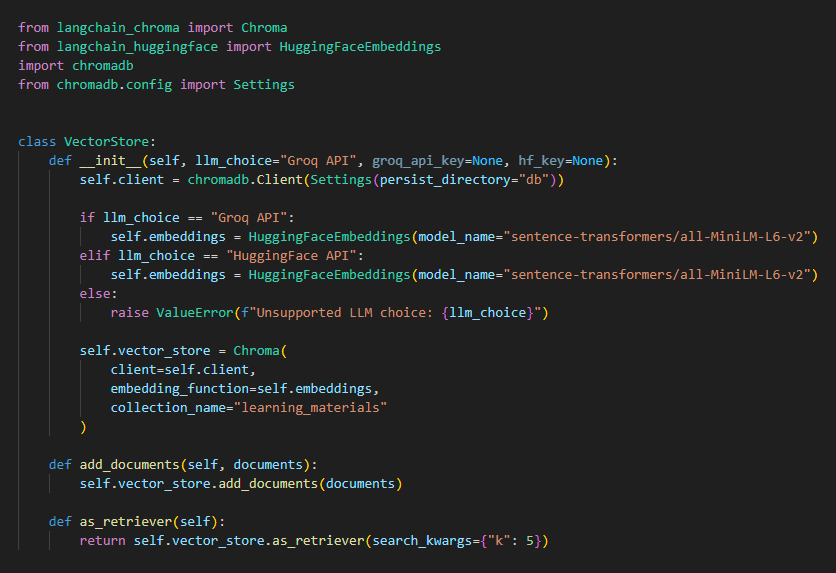 from langchain_chroma import Chroma
from langchain_huggingface import HuggingFaceEmbeddings
import chromadb
from chromadb.config import Settings
class VectorStore:
    def __init__(self, llm_choice="Groq API", groq_api_key=None, hf_key=None):
        self.client = chromadb.Client(Settings(persist_directory="db"))
        if llm_choice == "Groq API":
            self.embeddings = HuggingFaceEmbeddings(model_name="sentence-transformers/all-MiniLM-L6-v2")
        elif llm_choice == "HuggingFace API":
            self.embeddings = HuggingFaceEmbeddings(model_name="sentence-transformers/all-MiniLM-L6-v2")
        else:
            raise ValueError(f"Unsupported LLM choice: {llm_choice}")
        self.vector_store = Chroma(
            client=self.client,
            embedding_function=self.embeddings,
            collection_name="learning_materials"
        )
    def add_documents(self, documents):
        self.vector_store.add_documents(documents)
    def as_retriever(self):
        return self.vector_store.as_retriever(search_kwargs={"k": 5})